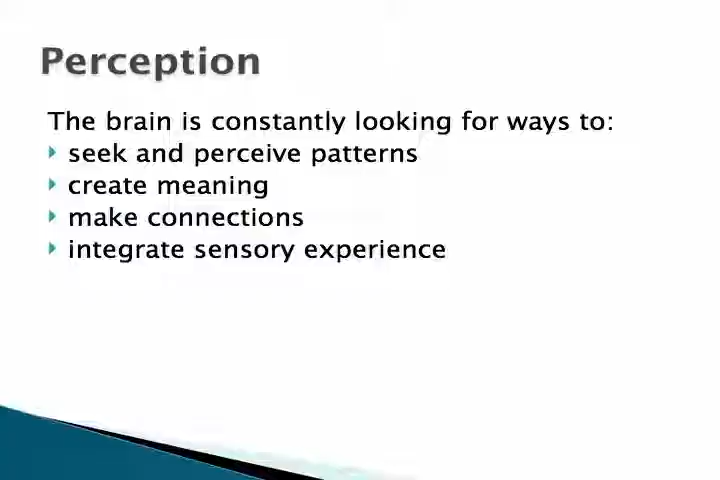 Perception
The brain is constantly looking for ways to:
seek and perceive patterns
create meaning
make connections
integrate sensory experience